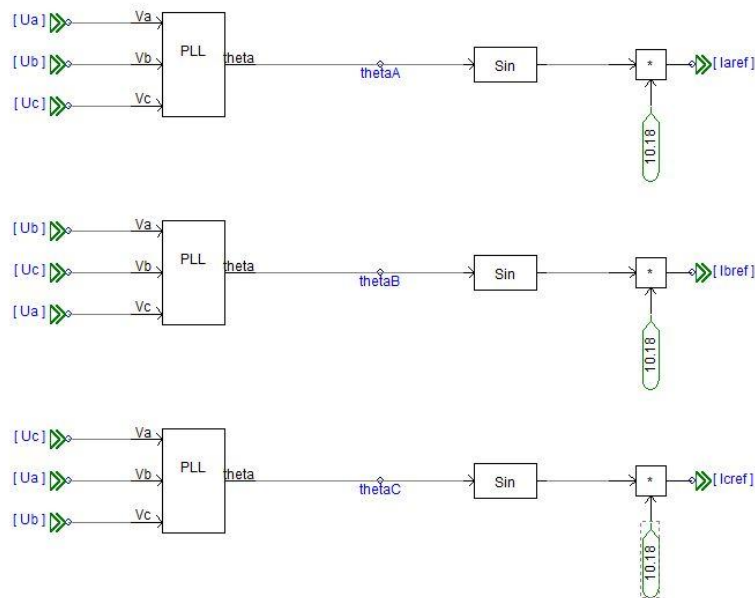 [ Ua ] Va
PLL
[ Ub ] Vb theta thetaA Sin * [ Iaref ]
[ Uc ] Vc
10.18
[ Ub ] Va
PLL
[ Uc ] Vb theta thetaB Sin * [ Ibref ]
[ Ua ] Vc
10.18
[ Uc ] Va
PLL
[ Ua ] Vb theta thetaC Sin * [ Icref ]
[ Ub ] Vc
10.18